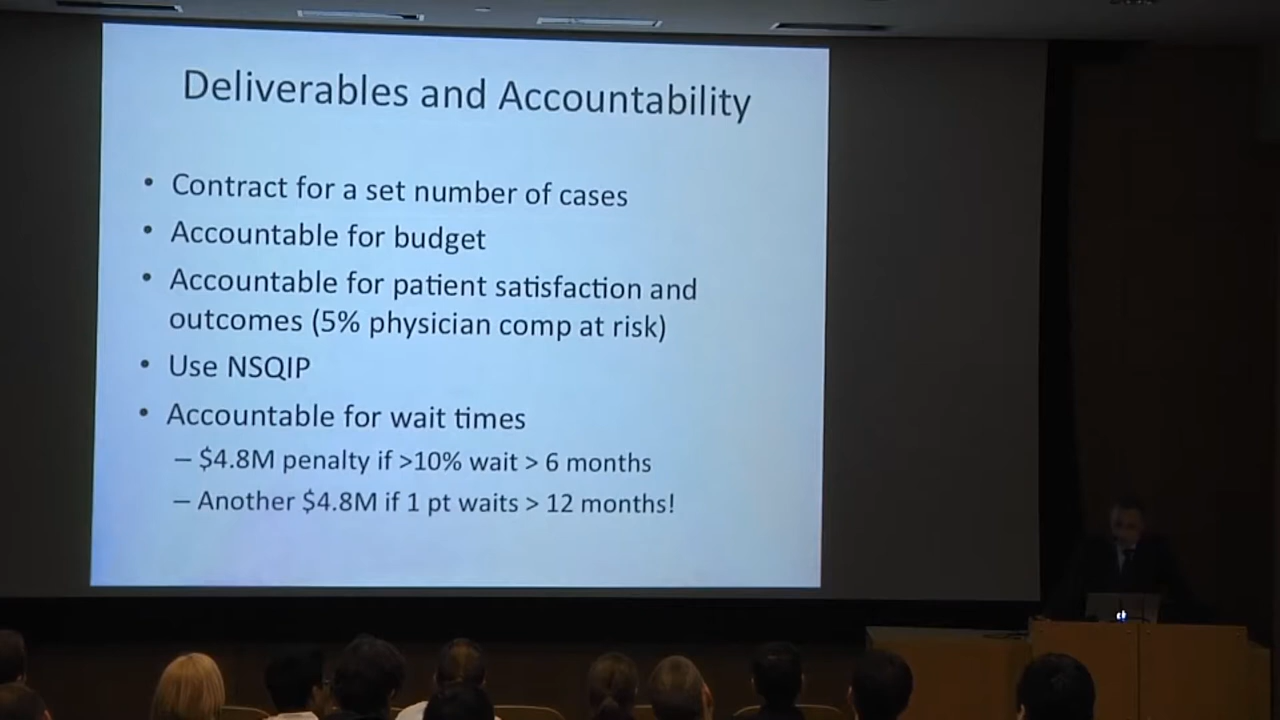 Deliverables and Accountability
• Contract for a set number of cases
• Accountable for budget
• Accountable for patient satisfaction and
outcomes (5% physician comp at risk)
• Use NSQIP
• Accountable for wait times
– $4.8M penalty if >10% wait > 6 months
– Another $4.8M if 1 pt waits > 12 months!